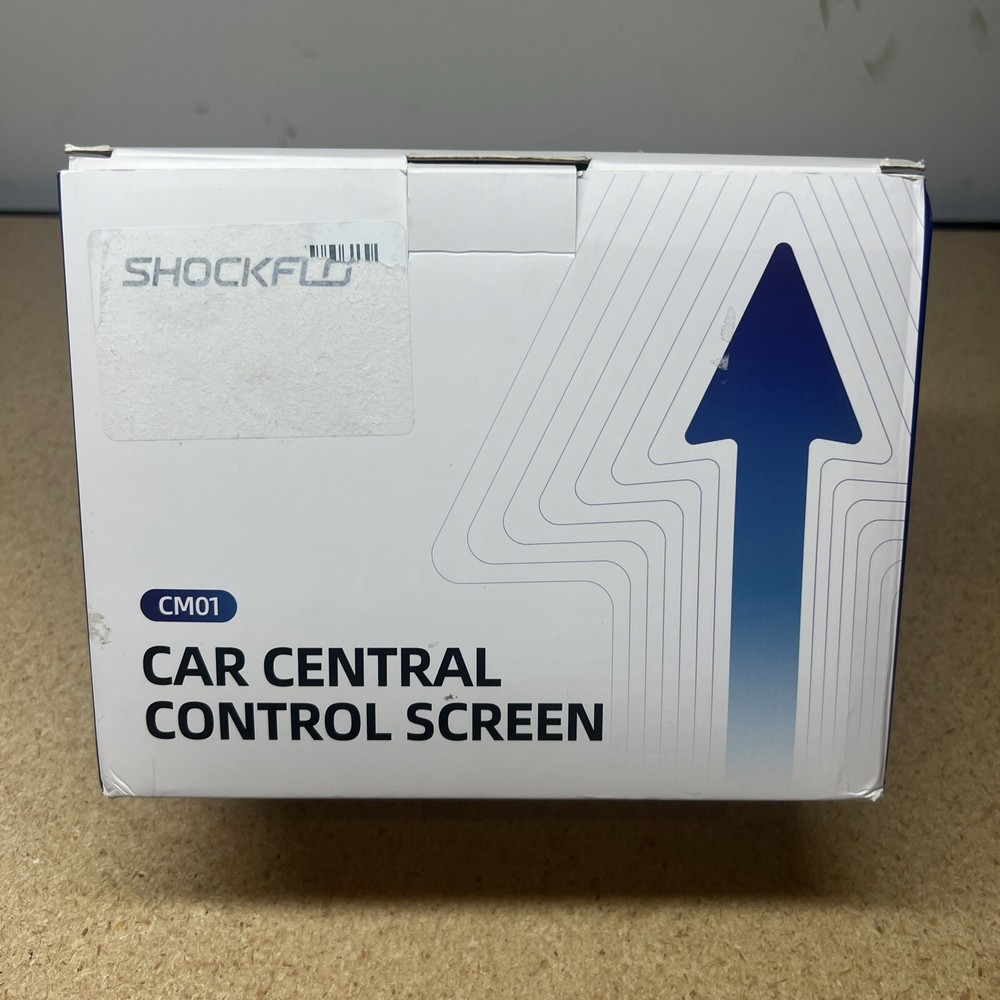 SHOCKFLO
CM01
CAR CENTRAL
CONTROL SCREEN